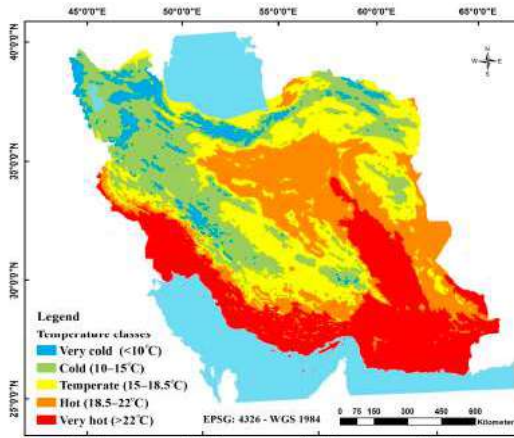 45°0'0"E 50°0'0"E 55°0'0"E 60°0'0"E 65°0'0"E
40°0'0"N
N
W E
S
35°0'0"N
30°0'0"N
25°0'0"N
Legend
Temperature classes
Very cold (<10°C)
Cold (10–15°C)
Temperate (15–18.5°C)
Hot (18.5–22°C)
Very hot (>22°C)
EPSG: 4326 - WGS 1984
0 75 150 300 450 600
Kilometer